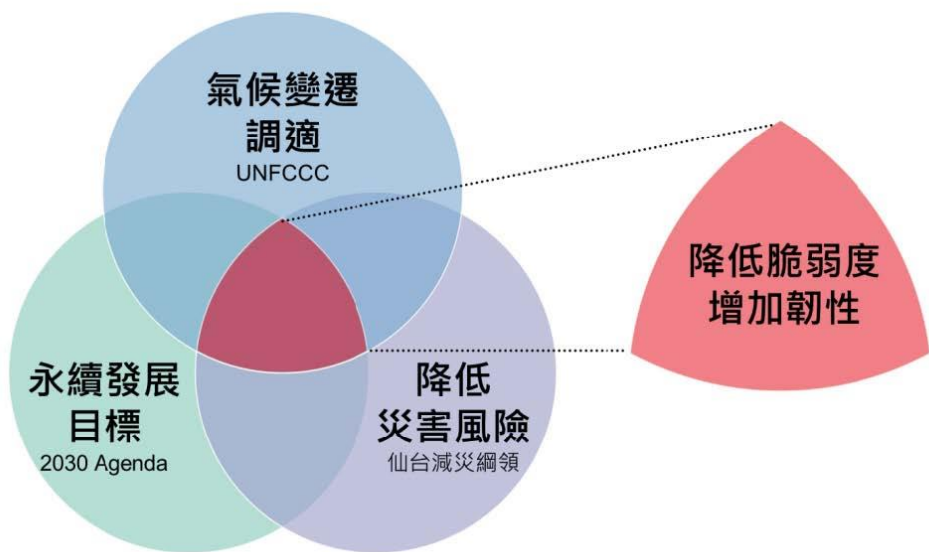 氣候變遷
調適
UNFCCC
永續發展
目標
2030 Agenda
降低
災害風險
仙台減災綱領
降低脆弱度
增加韌性